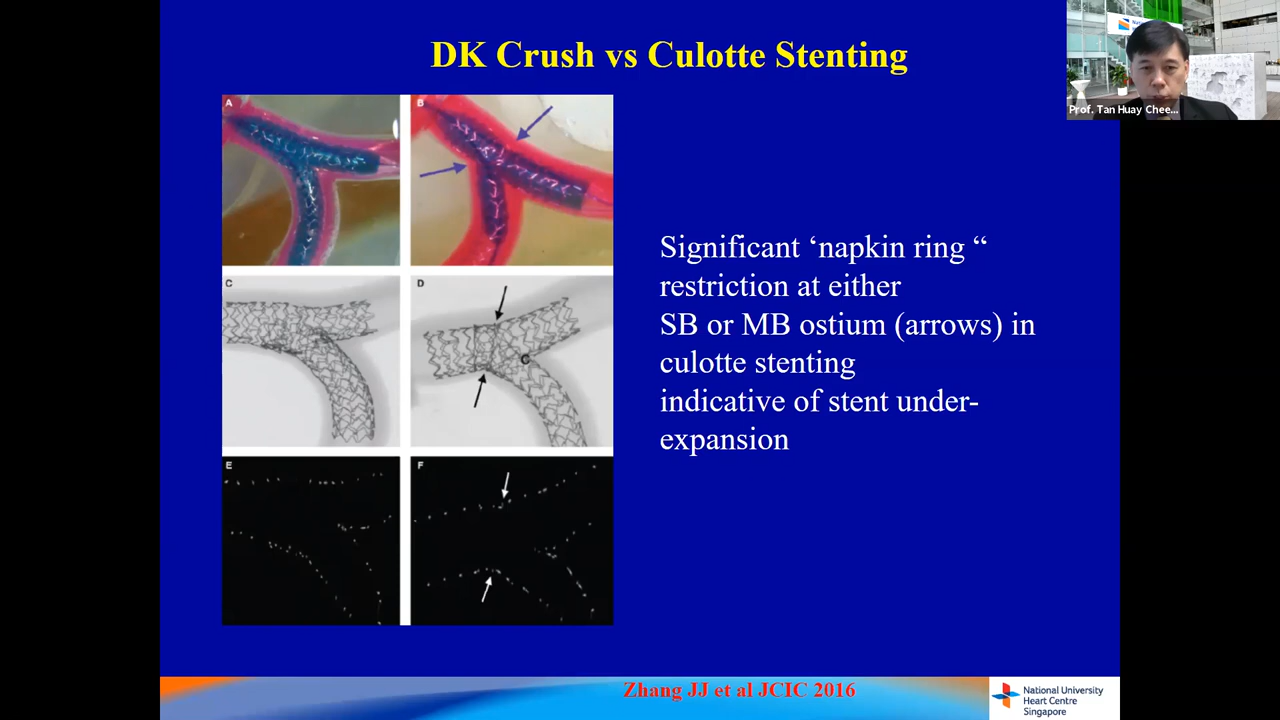 DK Crush vs Culotte Stenting
Prof. Tan Huay Chee...
A
B
C
D
C
E
F
Significant ‘napkin ring “
restriction at either
SB or MB ostium (arrows) in
culotte stenting
indicative of stent under-
expansion
Zhang JJ et al JCIC 2016
National University
Heart Centre
Singapore